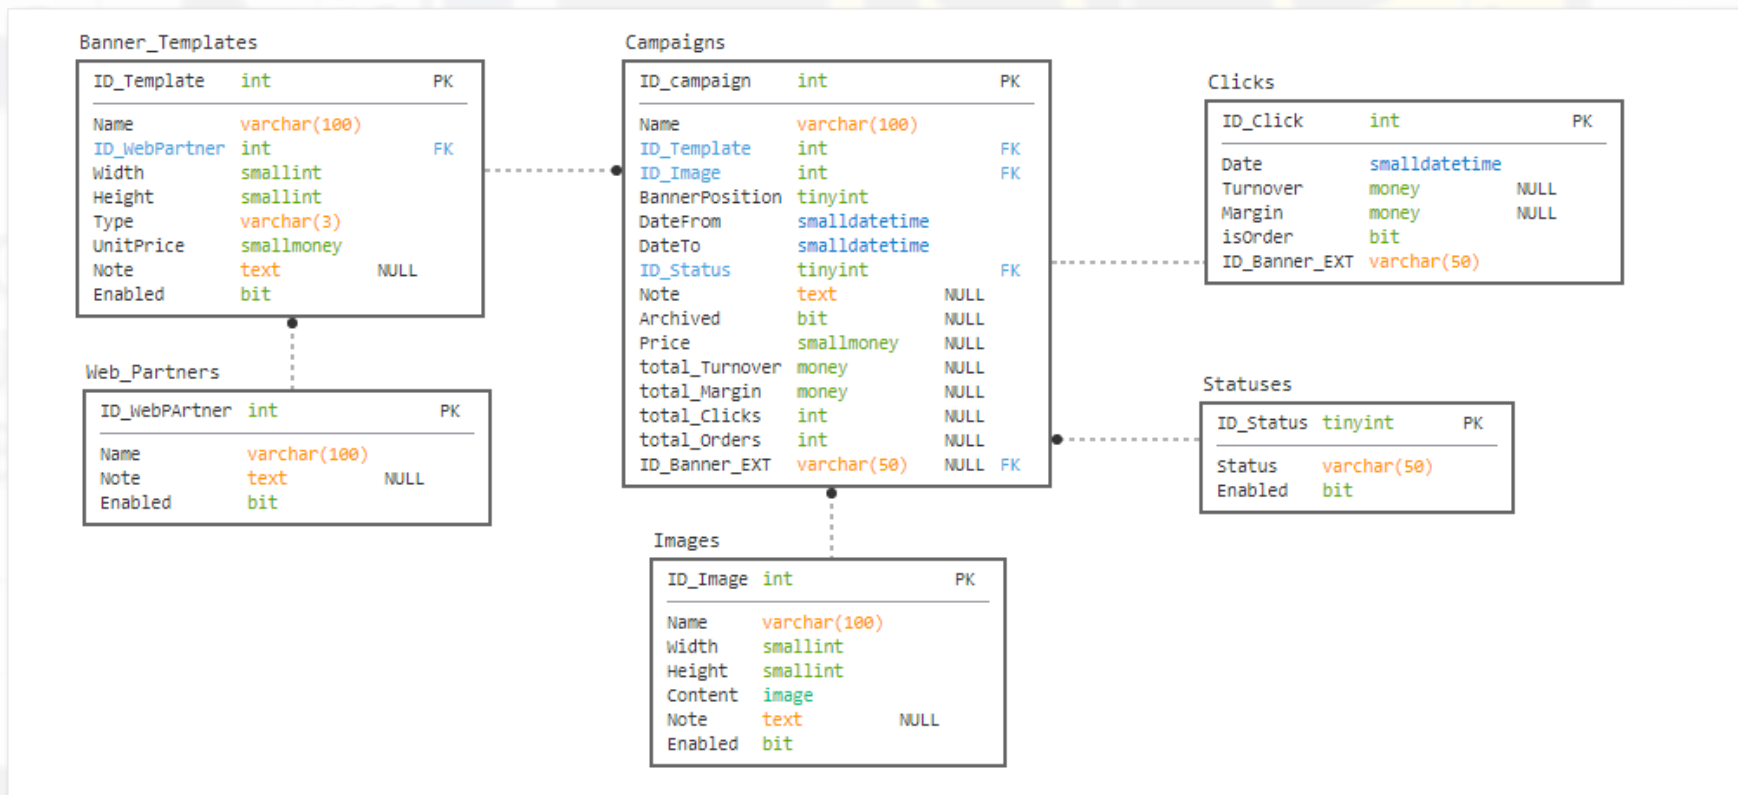 Banner_Templates
ID_Template int PK
Name varchar(100)
ID_WebPartner int FK
Width smallint
Height smallint
Type varchar(3)
UnitPrice smallmoney
Note text NULL
Enabled bit
Web_Partners
ID_WebPArtner int PK
Name varchar(100)
Note text NULL
Enabled bit
Campaigns
ID_campaign int PK
Name varchar(100)
ID_Template int FK
ID_Image int FK
BannerPosition tinyint
DateFrom smalldatetime
DateTo smalldatetime
ID_Status tinyint FK
Note text NULL
Archived bit NULL
Price smallmoney NULL
total_Turnover money NULL
total_Margin money NULL
total_Clicks int NULL
total_Orders int NULL
ID_Banner_EXT varchar(50) NULL FK
Images
ID_Image int PK
Name varchar(100)
Width smallint
Height smallint
Content image
Note text NULL
Enabled bit
Clicks
ID_Click int PK
Date smalldatetime
Turnover money NULL
Margin money NULL
isOrder bit
ID_Banner_EXT varchar(50)
Statuses
ID_Status tinyint PK
Status varchar(50)
Enabled bit